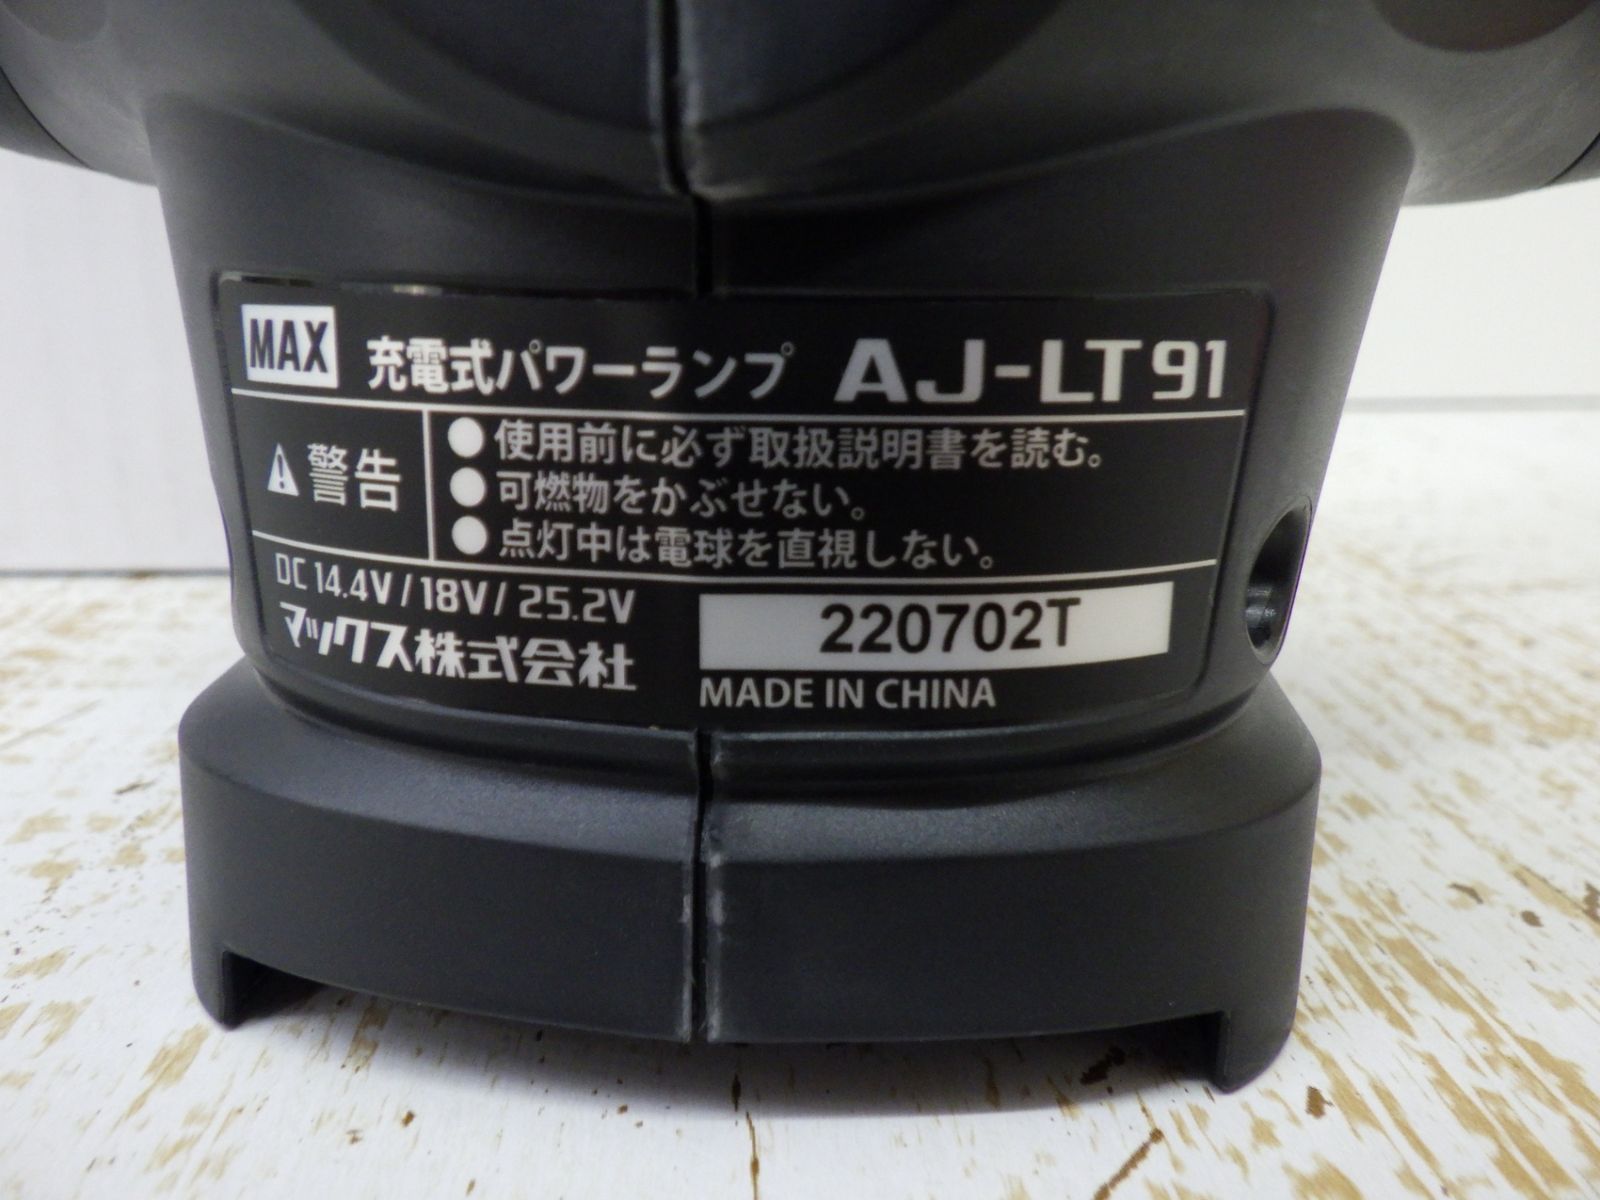 MAX 充電式パワーランプ AJ-LT91
警告
●使用前に必ず取扱説明書を読む。
●可燃物をかぶせない。
●点灯中は電球を直視しない。
DC 14.4V/18V/25.2V
マックス株式会社
220702T
MADE IN CHINA